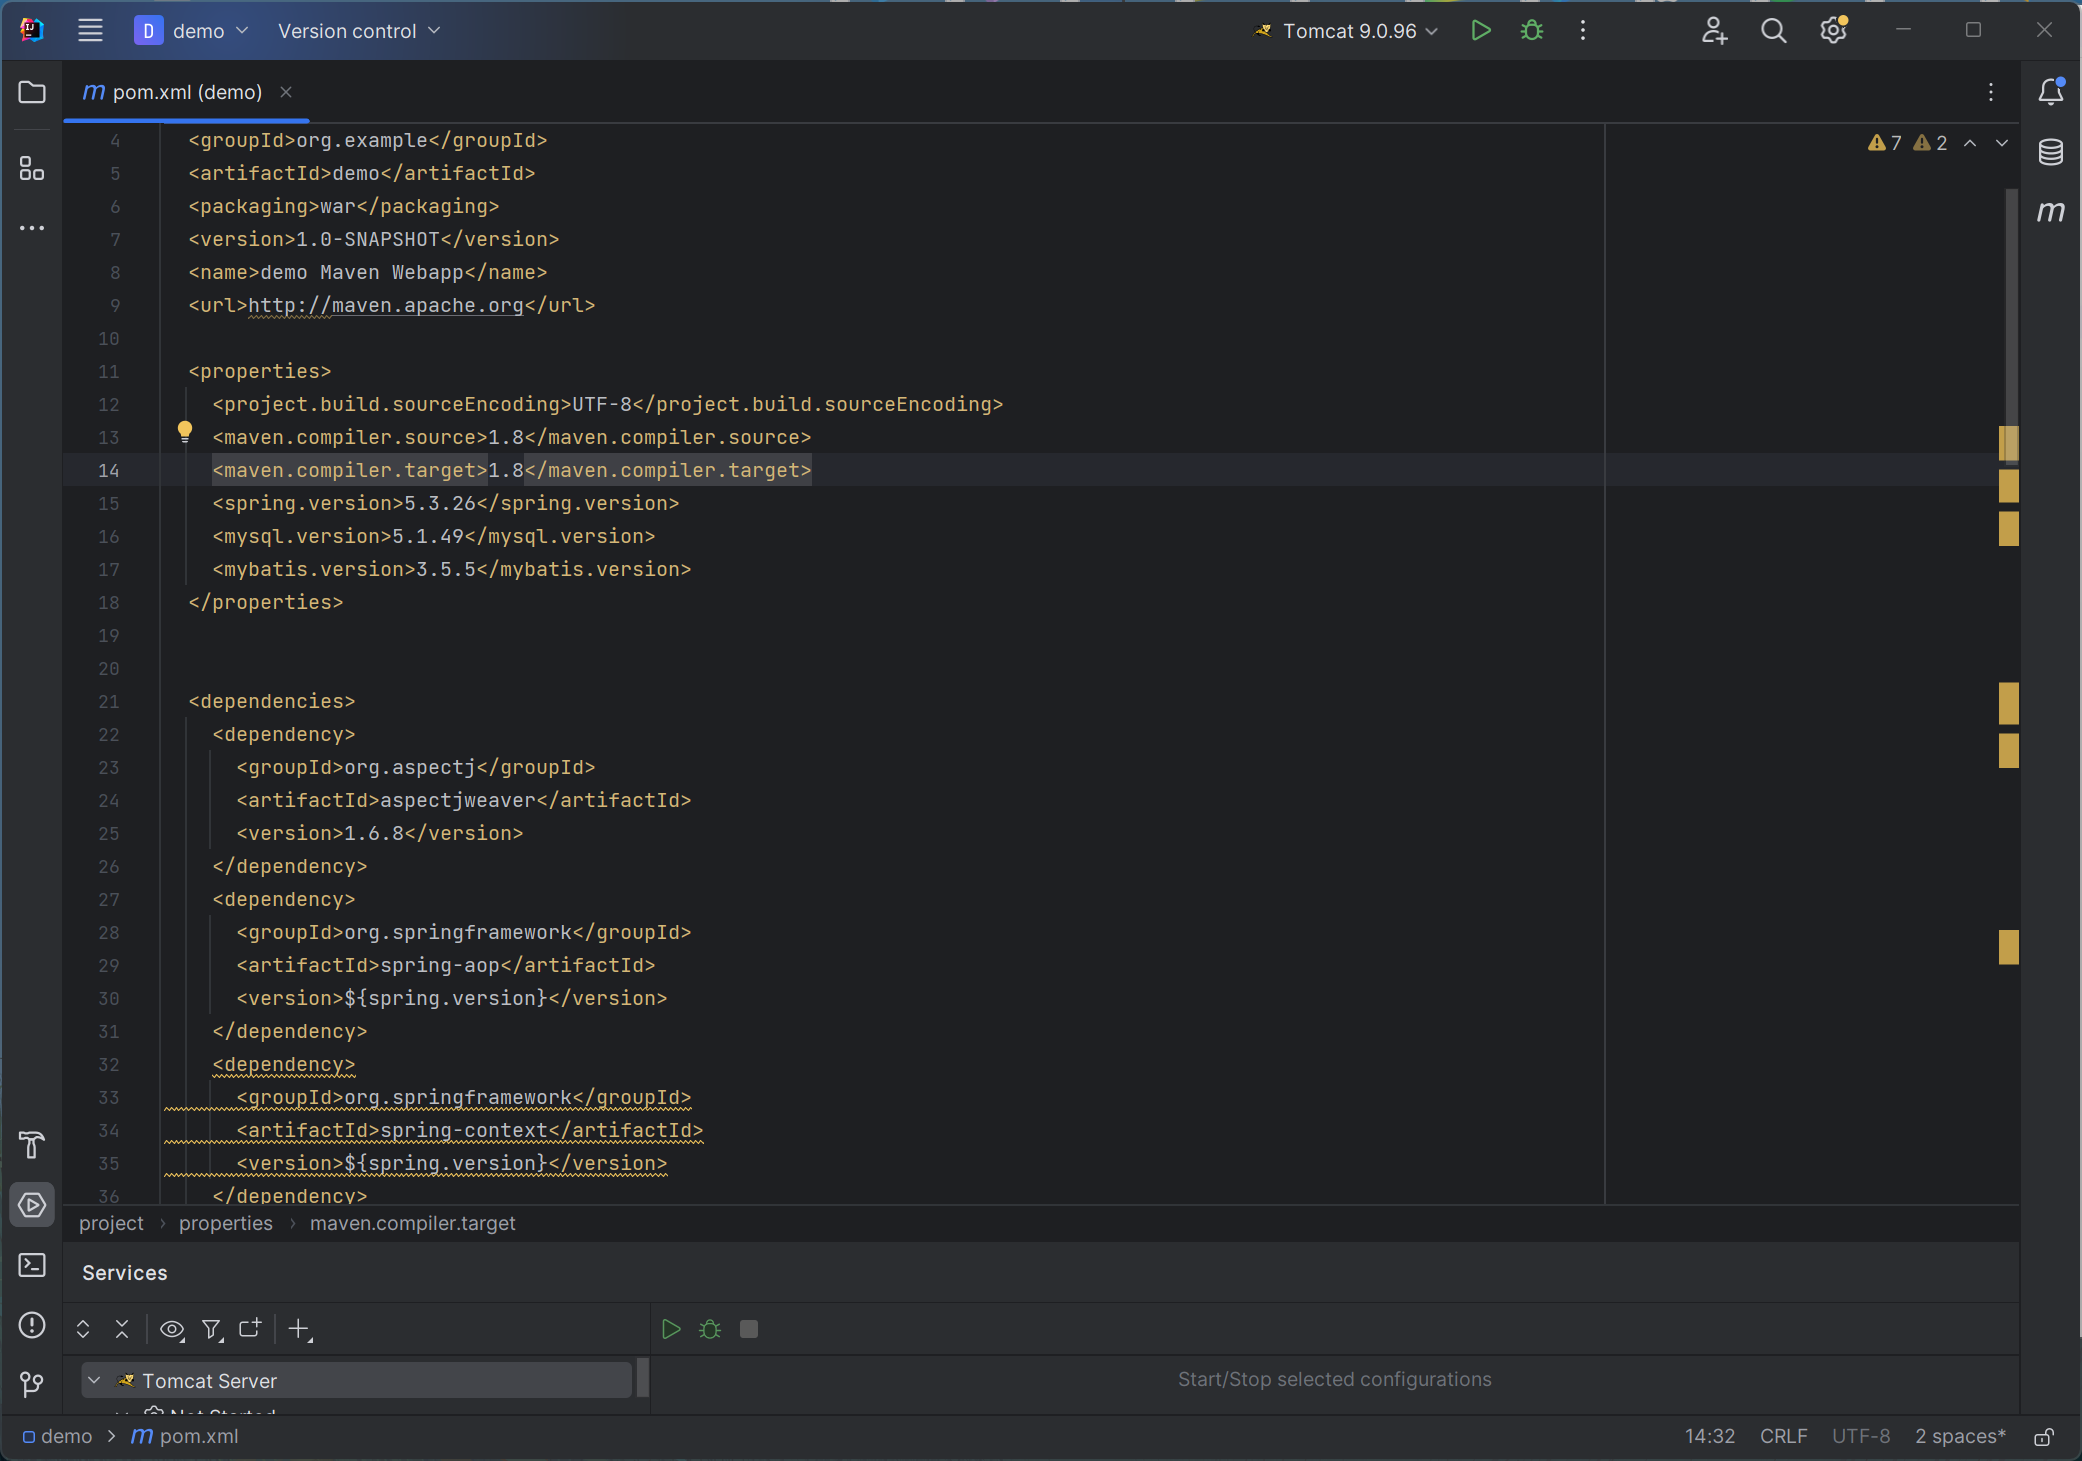 D demo Version control Tomcat 9.0.96
m pom.xml (demo)
7 2
4 <groupId>org.example</groupId>
5 <artifactId>demo</artifactId>
6 <packaging>war</packaging>
7 <version>1.0-SNAPSHOT</version>
8 <name>demo Maven Webapp</name>
9 <url>http://maven.apache.org</url>
10
11 <properties>
12 <project.build.sourceEncoding>UTF-8</project.build.sourceEncoding>
13 <maven.compiler.source>1.8</maven.compiler.source>
14 <maven.compiler.target>1.8</maven.compiler.target>
15 <spring.version>5.3.26</spring.version>
16 <mysql.version>5.1.49</mysql.version>
17 <mybatis.version>3.5.5</mybatis.version>
18 </properties>
19
20
21 <dependencies>
22 <dependency>
23 <groupId>org.aspectj</groupId>
24 <artifactId>aspectjweaver</artifactId>
25 <version>1.6.8</version>
26 </dependency>
27 <dependency>
28 <groupId>org.springframework</groupId>
29 <artifactId>spring-aop</artifactId>
30 <version>${spring.version}</version>
31 </dependency>
32 <dependency>
33 <groupId>org.springframework</groupId>
34 <artifactId>spring-context</artifactId>
35 <version>${spring.version}</version>
36 </dependency>
project › properties › maven.compiler.target
Services
Tomcat Server
Start/Stop selected configurations
Not Started
demo > m pom.xml 14:32 CRLF UTF-8 2 spaces*